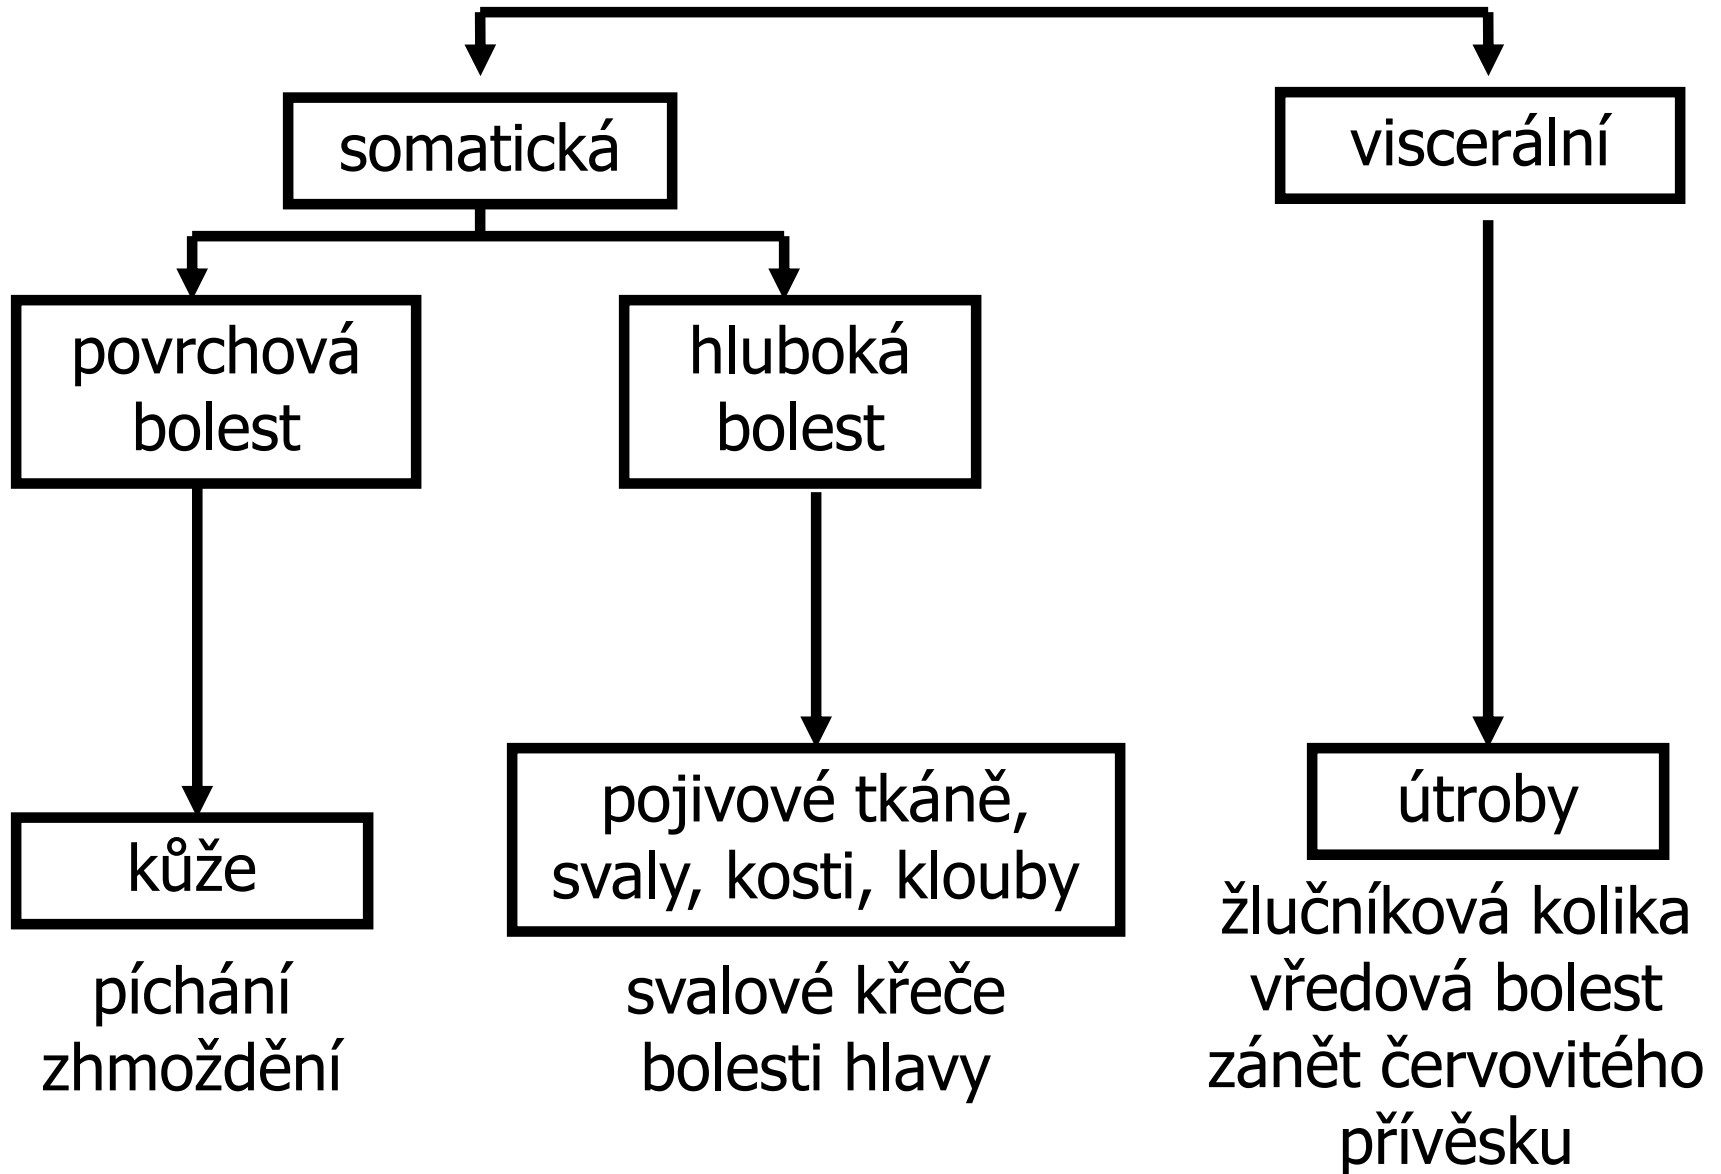 somatická
viscerální
povrchová
bolest
hluboká
bolest
kůže
píchání
zhmoždění
pojivové tkáně,
svaly, kosti, klouby
svalové křeče
bolesti hlavy
útroby
žlučníková kolika
vředová bolest
zánět červovitého
přívěsku